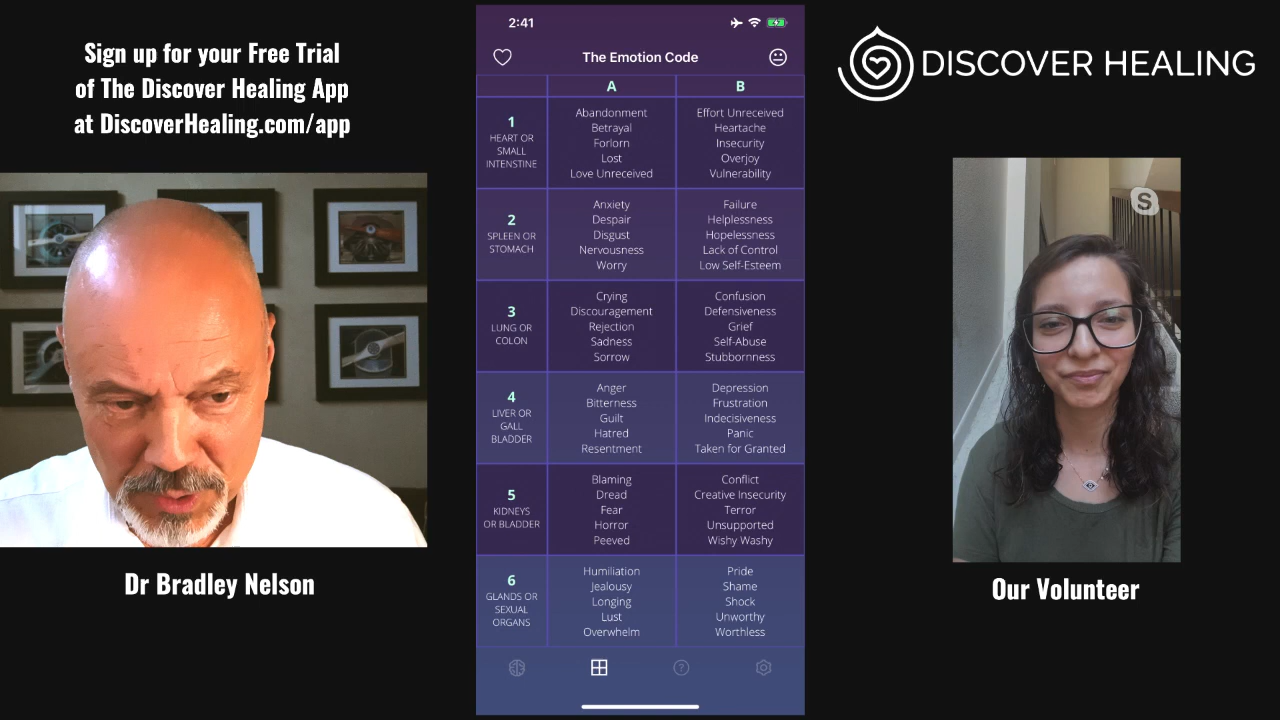 Sign up for your Free Trial
of The Discover Healing App
at DiscoverHealing.com/app
Dr Bradley Nelson
2:41
The Emotion Code
A
B
1
HEART OR
SMALL
INTENSTINE
Abandonment
Betrayal
Forlorn
Lost
Love Unreceived
Effort Unreceived
Heartache
Insecurity
Overjoy
Vulnerability
2
SPLEEN OR
STOMACH
Anxiety
Despair
Disgust
Nervousness
Worry
Failure
Helplessness
Hopelessness
Lack of Control
Low Self-Esteem
3
LUNG OR
COLON
Crying
Discouragement
Rejection
Sadness
Sorrow
Confusion
Defensiveness
Grief
Self-Abuse
Stubbornness
4
LIVER OR
GALL
BLADDER
Anger
Bitterness
Guilt
Hatred
Resentment
Depression
Frustration
Indecisiveness
Panic
Taken for Granted
5
KIDNEYS
OR BLADDER
Blaming
Dread
Fear
Horror
Peeved
Conflict
Creative Insecurity
Terror
Unsupported
Wishy Washy
6
GLANDS OR
SEXUAL
ORGANS
Humiliation
Jealousy
Longing
Lust
Overwhelm
Pride
Shame
Shock
Unworthy
Worthless
?
DISCOVER HEALING
S
Our Volunteer